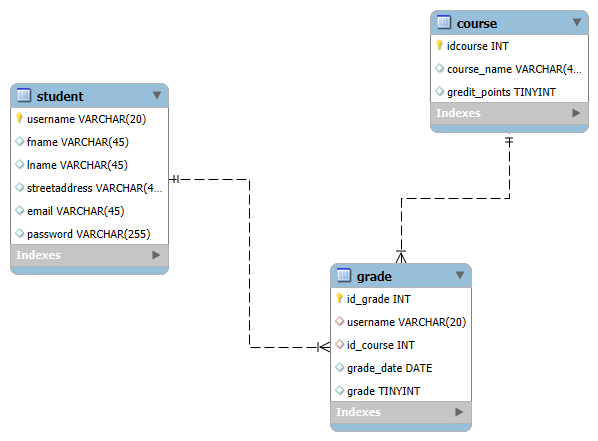 student
username VARCHAR(20)
fname VARCHAR(45)
lname VARCHAR(45)
streetaddress VARCHAR(4...
email VARCHAR(45)
password VARCHAR(255)
Indexes
course
idcourse INT
course_name VARCHAR(4...
gredit_points TINYINT
Indexes
grade
id_grade INT
username VARCHAR(20)
id_course INT
grade_date DATE
grade TINYINT
Indexes